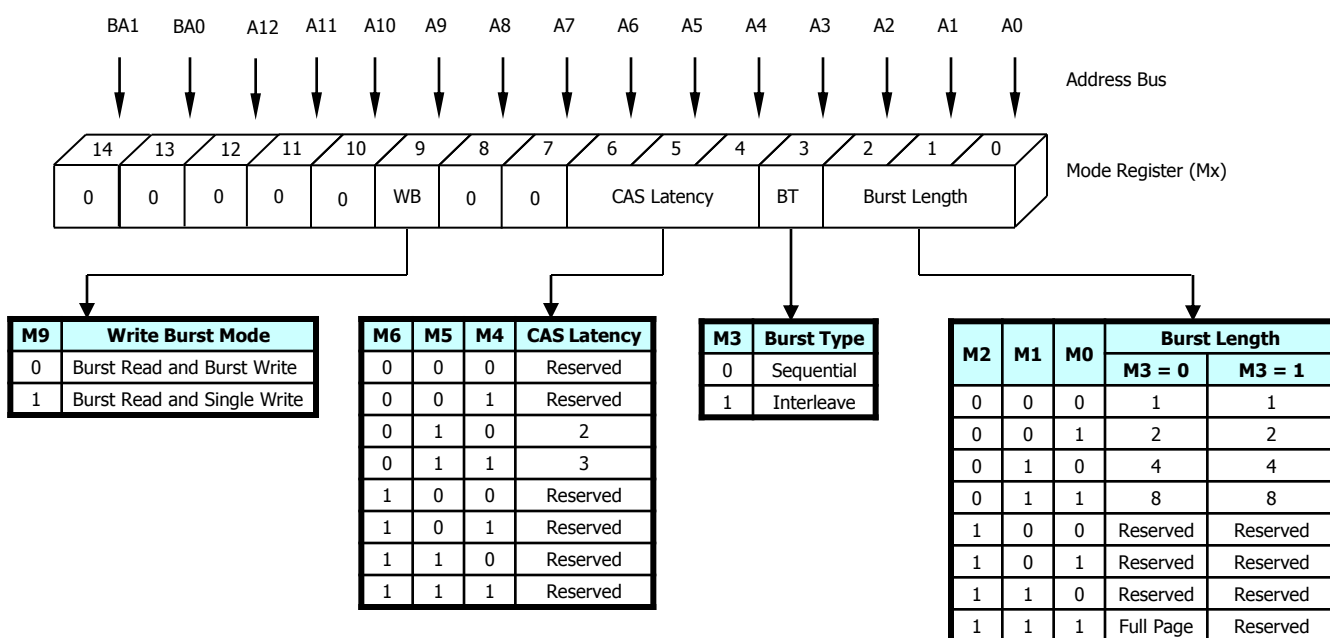 BA1 BA0 A12 A11 A10 A9 A8 A7 A6 A5 A4 A3 A2 A1 A0
Address Bus
14 13 12 11 10 9 8 7 6 5 4 3 2 1 0
Mode Register (Mx)
0 0 0 0 0 WB 0 0 CAS Latency BT Burst Length
M9 Write Burst Mode
0 Burst Read and Burst Write
1 Burst Read and Single Write
M6 M5 M4 CAS Latency
0 0 0 Reserved
0 0 1 Reserved
0 1 0 2
0 1 1 3
1 0 0 Reserved
1 0 1 Reserved
1 1 0 Reserved
1 1 1 Reserved
M3 Burst Type
0 Sequential
1 Interleave
M2 M1 M0 Burst Length
M3 = 0 M3 = 1
0 0 0 1 1
0 0 1 2 2
0 1 0 4 4
0 1 1 8 8
1 0 0 Reserved Reserved
1 0 1 Reserved Reserved
1 1 0 Reserved Reserved
1 1 1 Full Page Reserved